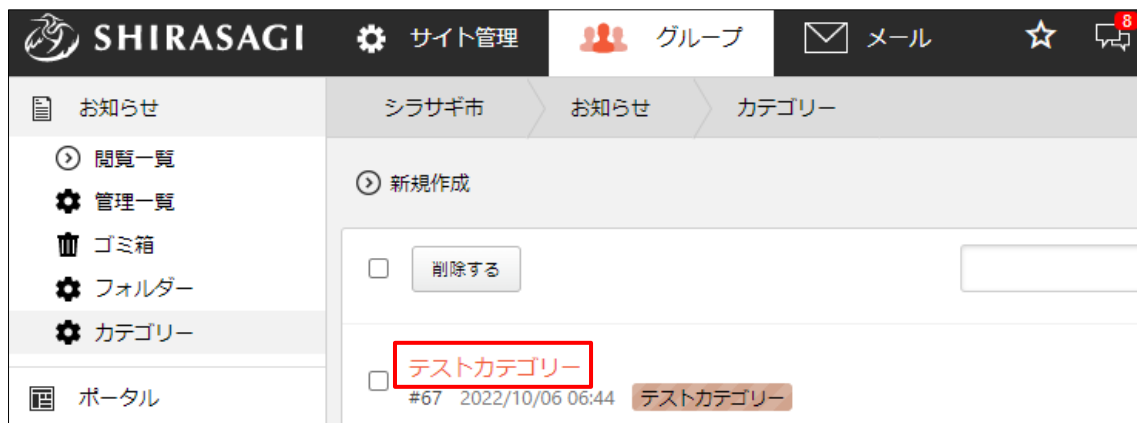 SHIRASAGI サイト管理 グループ メール 8
お知らせ シラサギ市 お知らせ カテゴリー
閲覧一覧
新規作成
管理一覧
ゴミ箱
削除する
フォルダー
カテゴリー
テストカテゴリー
#67 2022/10/06 06:44 テストカテゴリー
ポータル